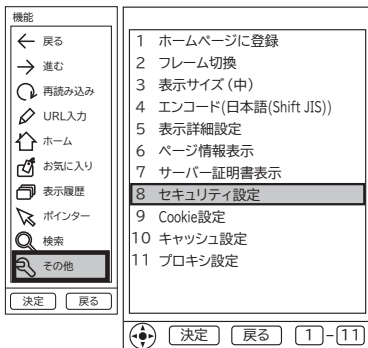 機能
戻る
進む
再読み込み
URL入力
ホーム
お気に入り
表示履歴
ポインター
検索
その他
決定 戻る
1 ホームページに登録
2 フレーム切換
3 表示サイズ（中）
4 エンコード(日本語(Shift JIS))
5 表示詳細設定
6 ページ情報表示
7 サーバー証明書表示
8 セキュリティ設定
9 Cookie設定
10 キャッシュ設定
11 プロキシ設定
決定 戻る 1-11